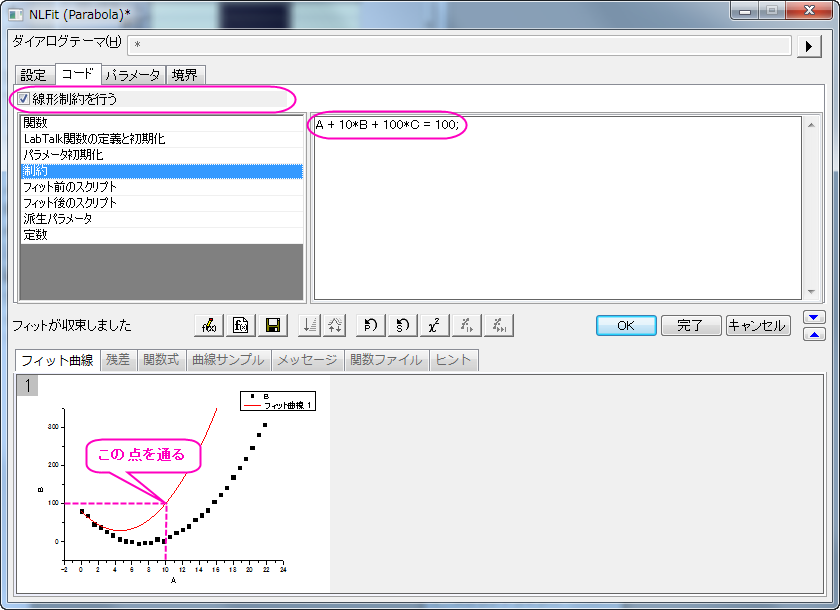 NLFit (Parabola)*
ダイアログテーマ(H) *
設定 コード パラメータ 境界
線形制約を行う
関数
LabTalk関数の定義と初期化
パラメータ初期化
制約
フィット前のスクリプト
フィット後のスクリプト
派生パラメータ
定数
A + 10*B + 100*C = 100;
フィットが収束しました
OK 完了 キャンセル
フィット曲線 残差 関数式 曲線サンプル メッセージ 関数ファイル ヒント
1
B
フィット曲線 1
この点を通る
300
200
100
0
B
-2 0 2 4 6 8 10 12 14 16 18 20 22 24
A